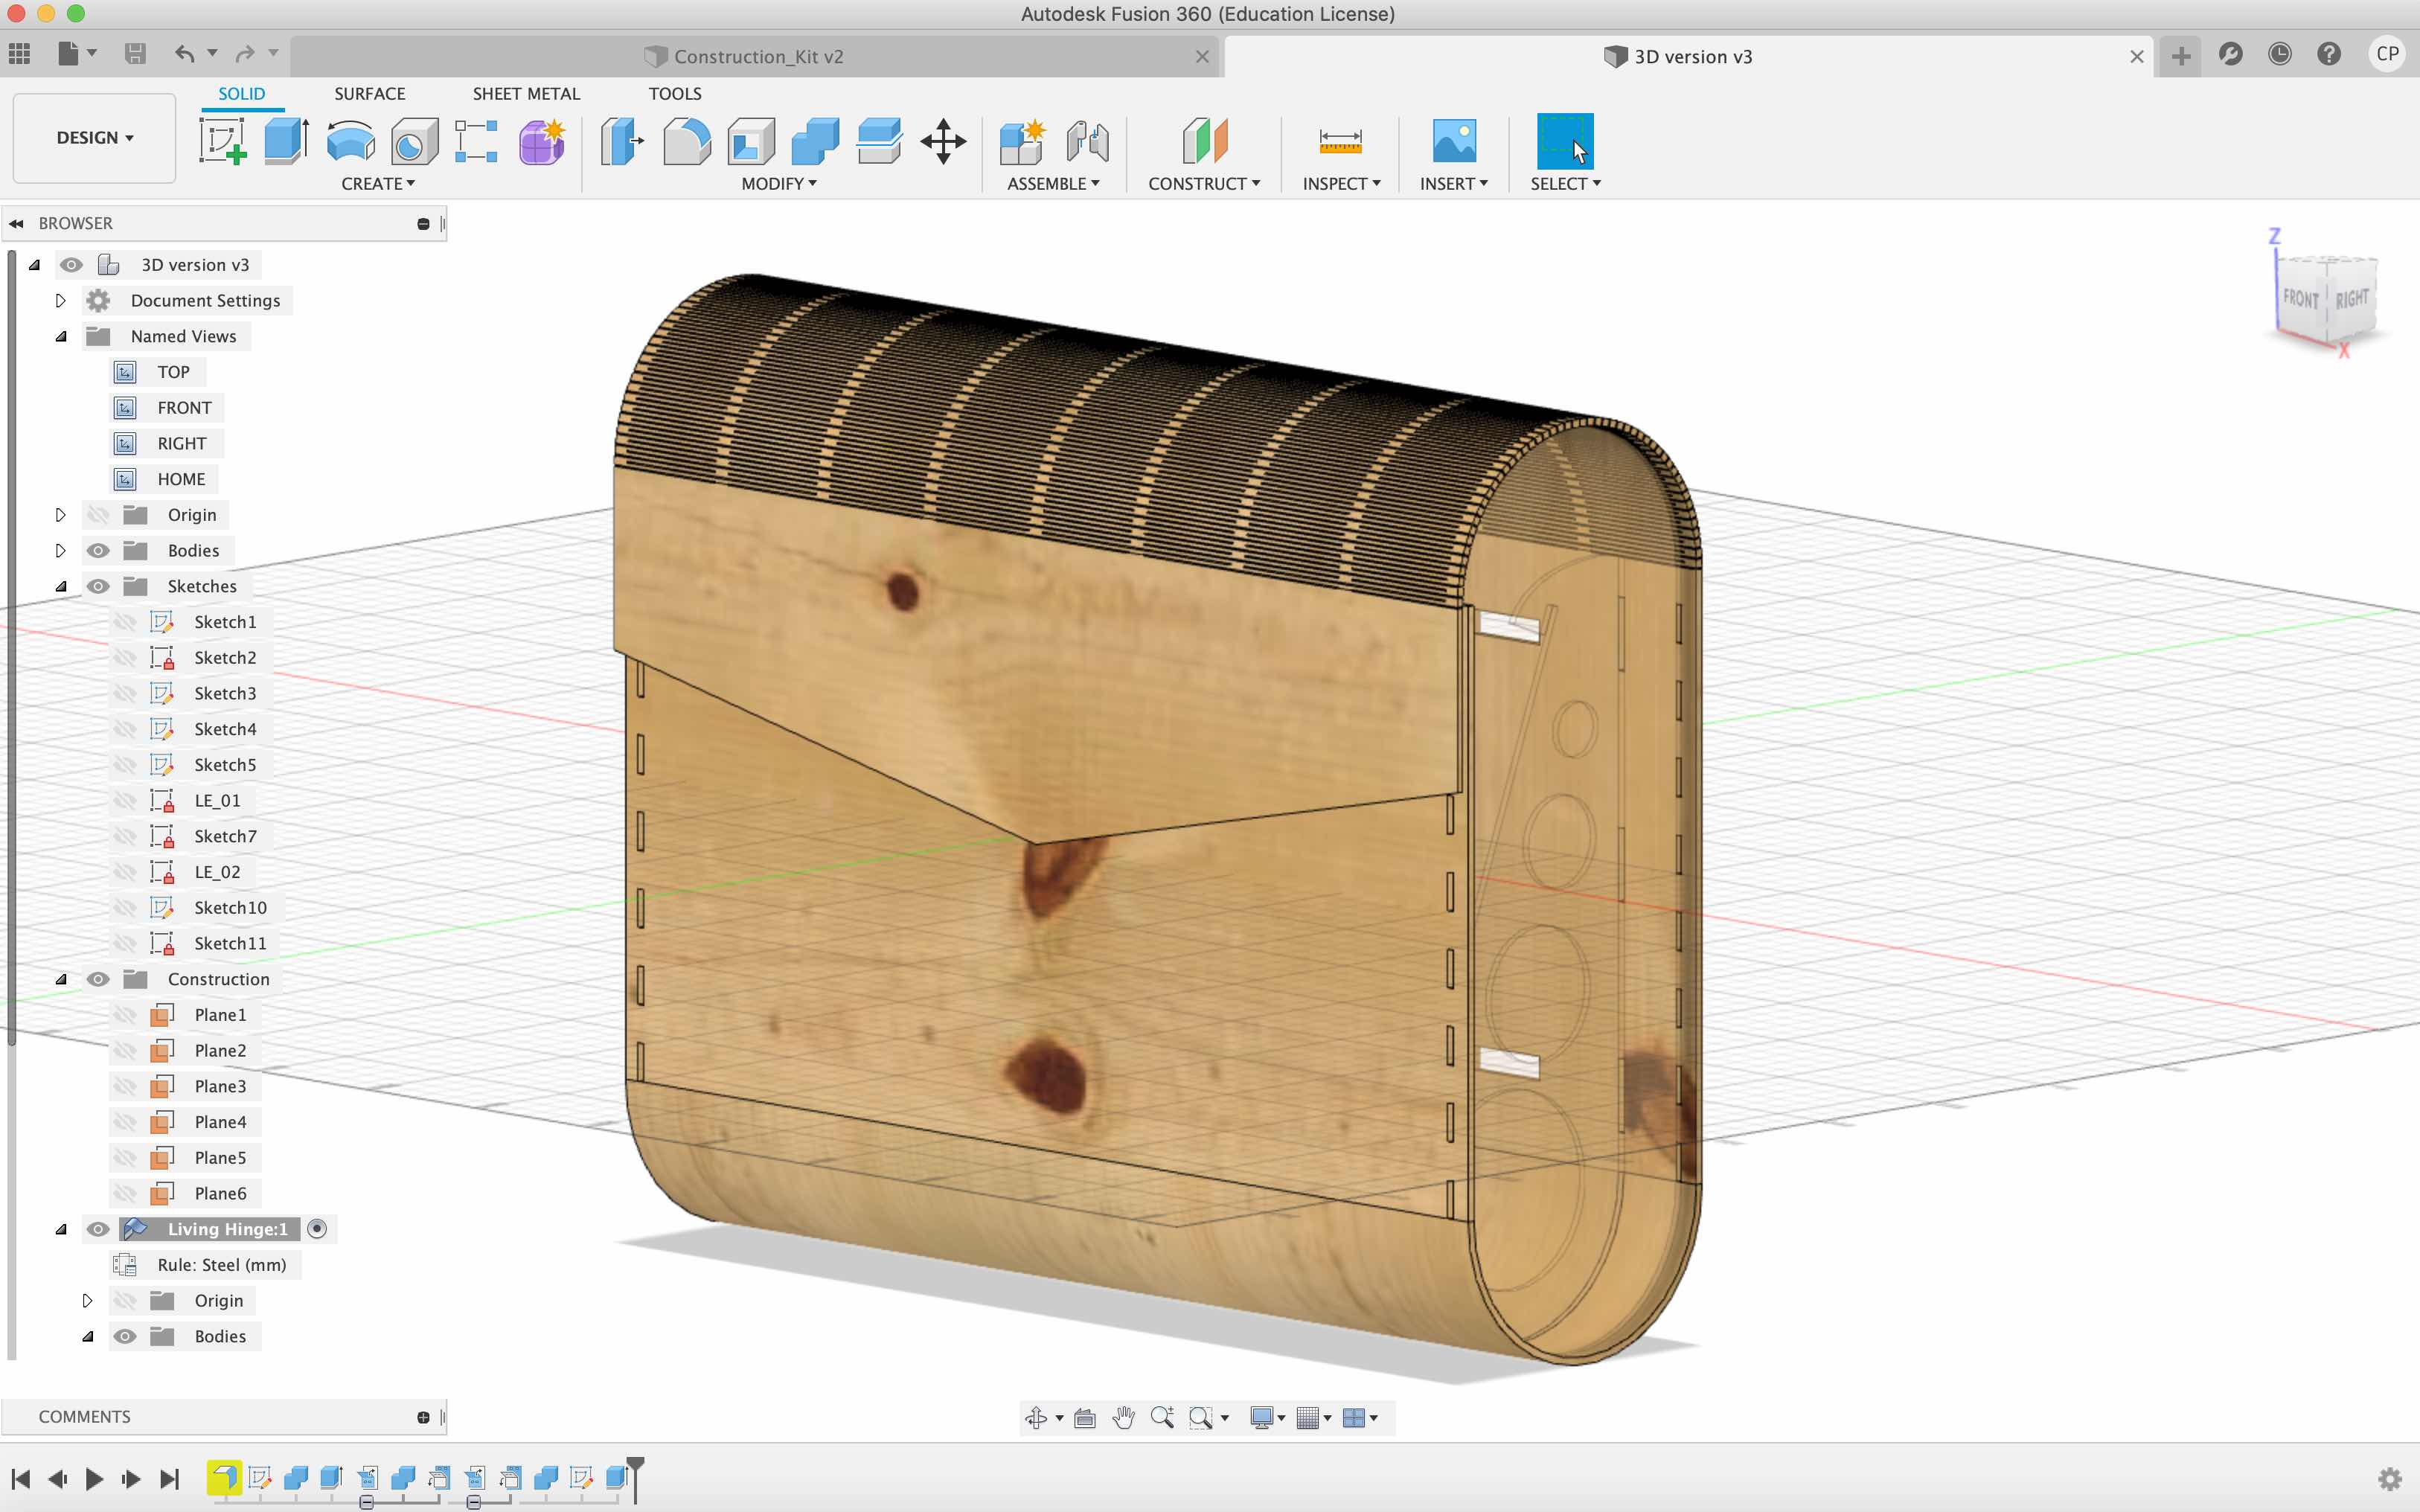 Autodesk Fusion 360 (Education License)
Construction_Kit v2
3D version v3
CP
DESIGN
SOLID
SURFACE
SHEET METAL
TOOLS
CREATE
MODIFY
ASSEMBLE
CONSTRUCT
INSPECT
INSERT
SELECT
BROWSER
3D version v3
Document Settings
Named Views
TOP
FRONT
RIGHT
HOME
Origin
Bodies
Sketches
Sketch1
Sketch2
Sketch3
Sketch4
Sketch5
LE_01
Sketch7
LE_02
Sketch10
Sketch11
Construction
Plane1
Plane2
Plane3
Plane4
Plane5
Plane6
Living Hinge:1
Rule: Steel (mm)
Origin
Bodies
Z
FRONT RIGHT
X
COMMENTS